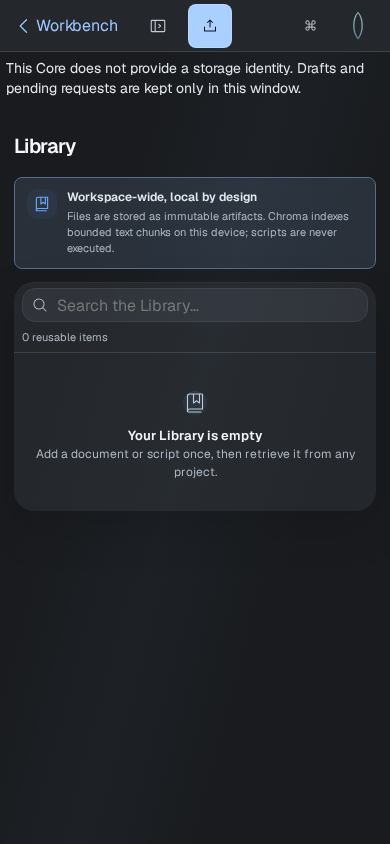 Workbench
⌘
This Core does not provide a storage identity. Drafts and
pending requests are kept only in this window.
Library
Workspace-wide, local by design
Files are stored as immutable artifacts. Chroma indexes
bounded text chunks on this device; scripts are never
executed.
Search the Library...
0 reusable items
Your Library is empty
Add a document or script once, then retrieve it from any
project.